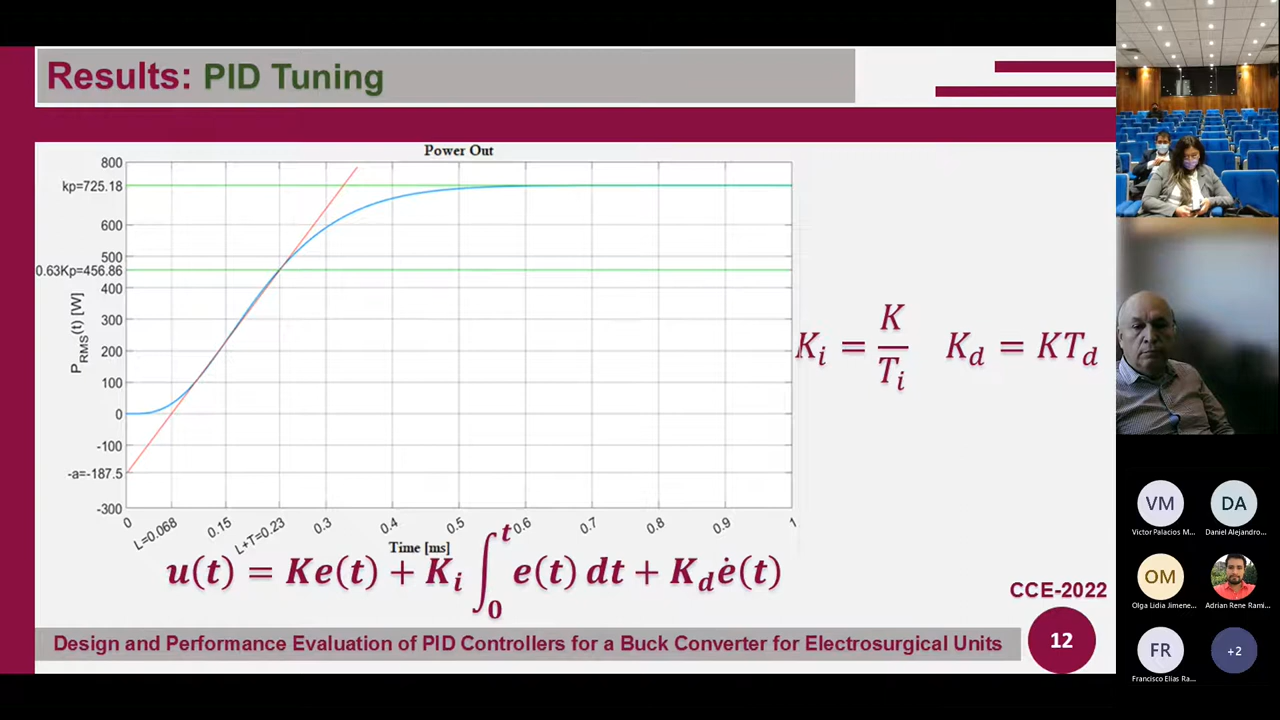 Results: PID Tuning
Power Out
800
kp=725.18
600
500
0.63Kp=456.86
400
300
200
100
0
-100
-a=-187.5
-300
P_RMS(t) [W]
0
L=0.068
0.15
L+T=0.23
0.3
0.4
0.5
0.6
0.7
0.8
0.9
1
Time [ms]
K_i = K/T_i K_d = KT_d
u(t) = Ke(t) + K_i ∫_0^t e(t) dt + K_d ė(t)
CCE-2022
Design and Performance Evaluation of PID Controllers for a Buck Converter for Electrosurgical Units
12
VM
DA
Victor Palacios M...
Daniel Alejandro...
OM
Olga Lidia Jimene...
Adrian Rene Rami...
FR
+2
Francisco Elias Ra...